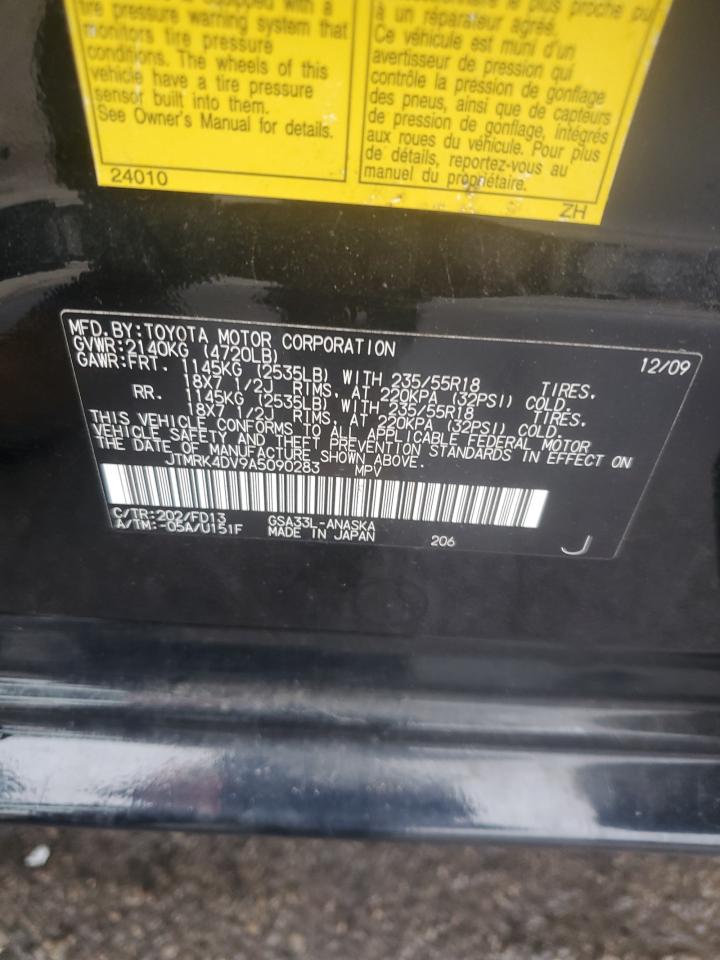 is equipped with a
tire pressure warning system that
monitors tire pressure
conditions. The wheels of this
vehicle have a tire pressure
sensor built into them.
See Owner's Manual for details.
24010
le plus proche ou
à un réparateur agréé.
Ce véhicule est muni d'un
avertisseur de pression qui
contrôle la pression de gonflage
des pneus, ainsi que de capteurs
de pression de gonflage, intégrés
aux roues du véhicule. Pour plus
de détails, reportez-vous au
manuel du propriétaire.
ZH
MFD.BY:TOYOTA MOTOR CORPORATION 12/09
GVWR:2140KG (4720LB)
GAWR:FRT. 1145KG (2535LB) WITH 235/55R18 TIRES.
18X7 1/2J RIMS, AT 220KPA (32PSI) COLD.
RR. 1145KG (2535LB) WITH 235/55R18 TIRES.
18X7 1/2J RIMS, AT 220KPA (32PSI) COLD.
THIS VEHICLE CONFORMS TO ALL APPLICABLE FEDERAL MOTOR
VEHICLE SAFETY AND THEFT PREVENTION STANDARDS IN EFFECT ON
THE DATE OF MANUFACTURE SHOWN ABOVE.
JTMRK4DV9A5090283 MPV
C/TR:202/FD13 GSA33L-ANASKA
A/TM:-05A/U151F MADE IN JAPAN 206 J